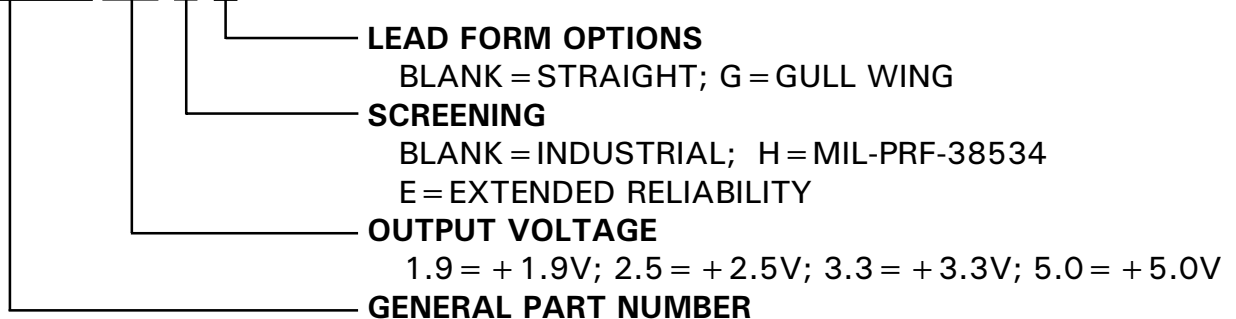 LEAD FORM OPTIONS
BLANK = STRAIGHT; G = GULL WING
SCREENING
BLANK = INDUSTRIAL; H = MIL-PRF-38534
E = EXTENDED RELIABILITY
OUTPUT VOLTAGE
1.9 = +1.9V; 2.5 = +2.5V; 3.3 = +3.3V; 5.0 = +5.0V
GENERAL PART NUMBER